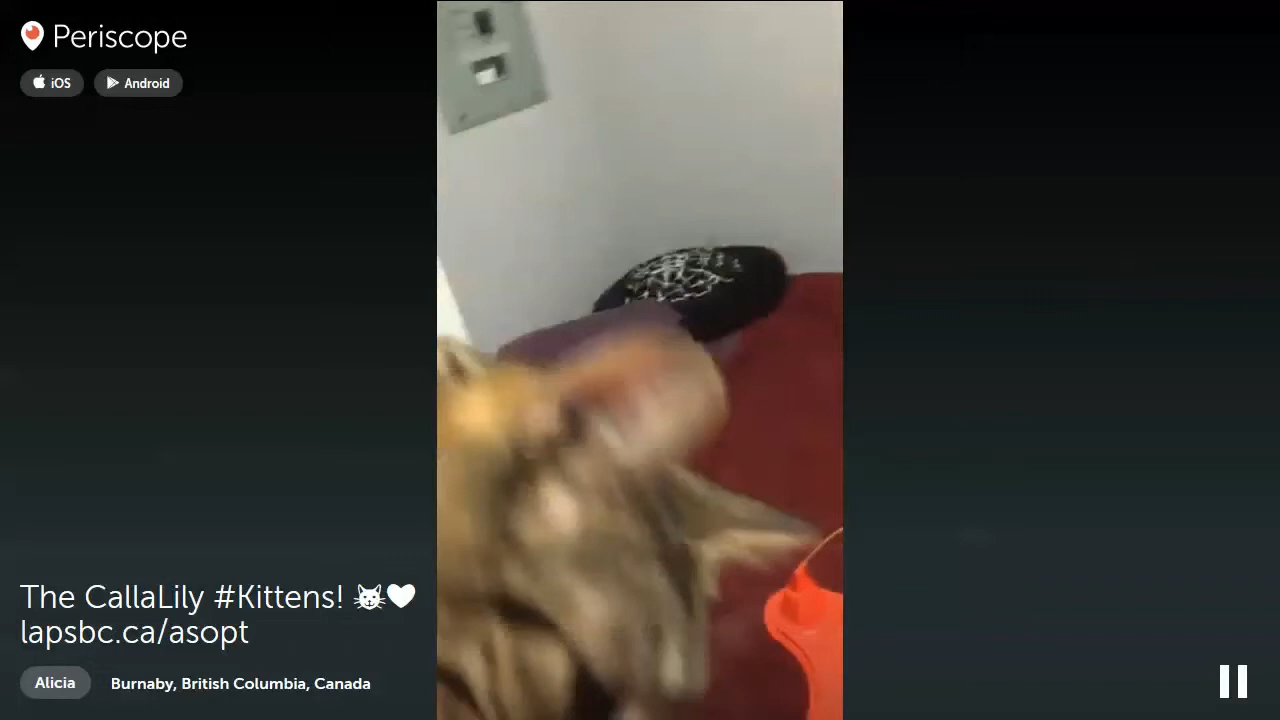 Periscope
iOS
Android
The CallaLily #Kittens! 🐱🤍
lapsbc.ca/asopt
Alicia
Burnaby, British Columbia, Canada